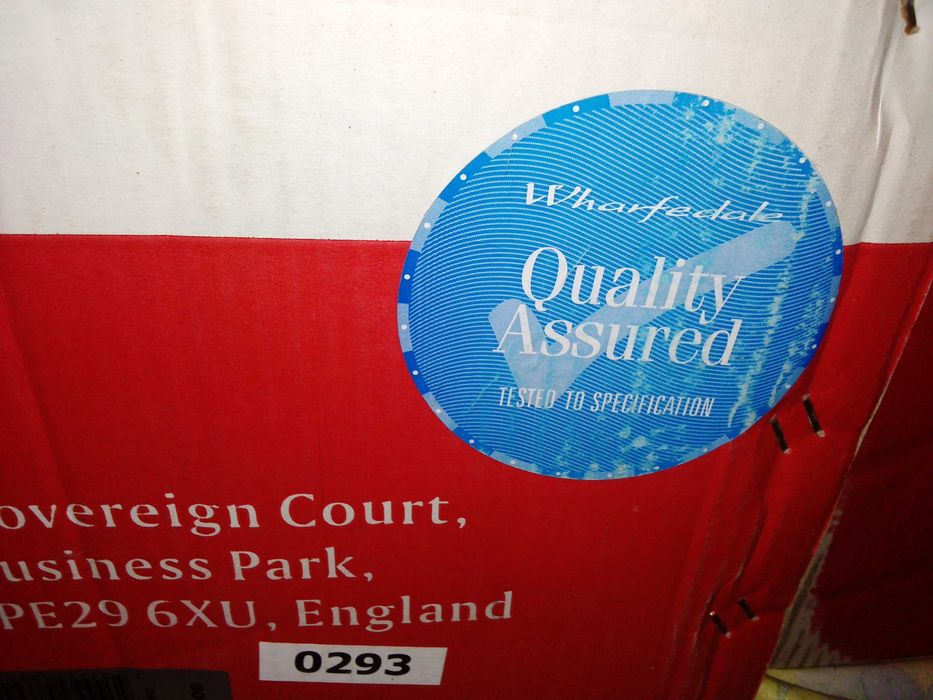 Wharfedale
Quality
Assured
TESTED TO SPECIFICATION
overeign Court,
usiness Park,
PE29 6XU, England
0293